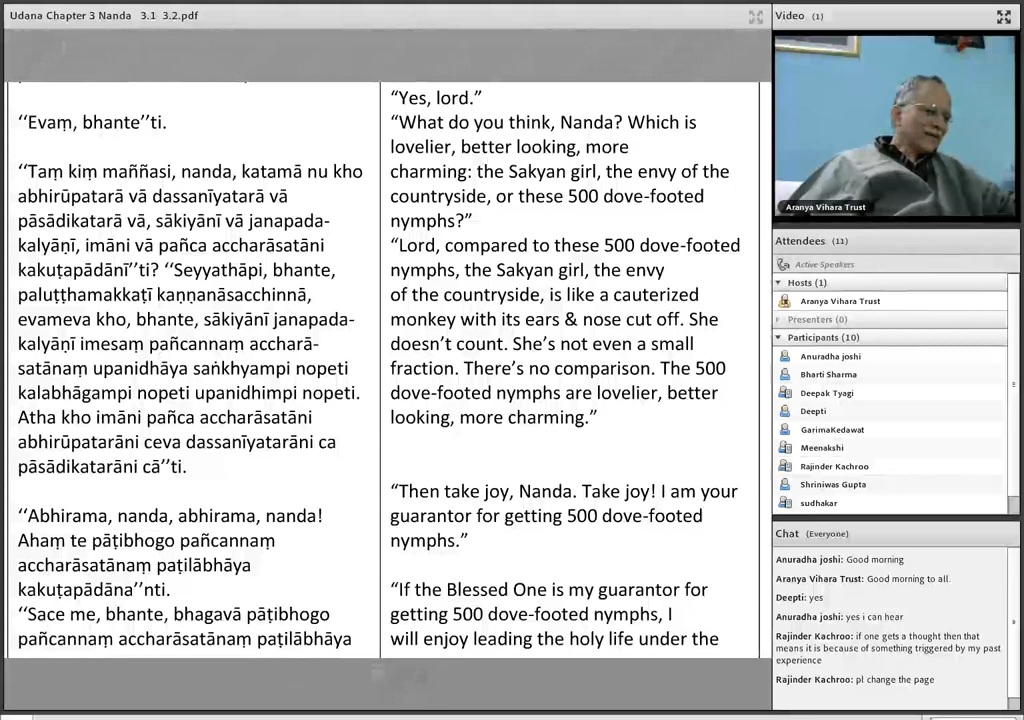 Udana Chapter 3 Nanda   3.1  3.2.pdf
‘‘Evaṃ, bhante’’ti.
‘‘Taṃ kiṃ maññasi, nanda, katamā nu kho
abhirūpatarā vā dassanīyatarā vā
pāsādikatarā vā, sākiyānī vā janapada-
kalyāṇī, imāni vā pañca accharāsatāni
kakuṭapādānī’’ti? ‘‘Seyyathāpi, bhante,
paluṭṭhamakkaṭī kaṇṇanāsacchinnā,
evameva kho, bhante, sākiyānī janapada-
kalyāṇī imesaṃ pañcannaṃ accharā-
satānaṃ upanidhāya saṅkhyampi nopeti
kalabhāgampi nopeti upanidhimpi nopeti.
Atha kho imāni pañca accharāsatāni
abhirūpatarāni ceva dassanīyatarāni ca
pāsādikatarāni cā’’ti.
‘‘Abhirama, nanda, abhirama, nanda!
Ahaṃ te pāṭibhogo pañcannaṃ
accharāsatānaṃ paṭilābhāya
kakuṭapādāna’’nti.
‘‘Sace me, bhante, bhagavā pāṭibhogo
pañcannaṃ accharāsatānaṃ paṭilābhāya
“Yes, lord.”
“What do you think, Nanda? Which is
lovelier, better looking, more
charming: the Sakyan girl, the envy of the
countryside, or these 500 dove-footed
nymphs?”
“Lord, compared to these 500 dove-footed
nymphs, the Sakyan girl, the envy
of the countryside, is like a cauterized
monkey with its ears & nose cut off. She
doesn’t count. She’s not even a small
fraction. There’s no comparison. The 500
dove-footed nymphs are lovelier, better
looking, more charming.”
“Then take joy, Nanda. Take joy! I am your
guarantor for getting 500 dove-footed
nymphs.”
“If the Blessed One is my guarantor for
getting 500 dove-footed nymphs, I
will enjoy leading the holy life under the
Video (1)
Aranya Vihara Trust
Attendees (11)
Active Speakers
Hosts (1)
Aranya Vihara Trust
Presenters (0)
Participants (10)
Anuradha joshi
Bharti Sharma
Deepak Tyagi
Deepti
GarimaKedawat
Meenakshi
Rajinder Kachroo
Shriniwas Gupta
sudhakar
Chat (Everyone)
Anuradha joshi: Good morning
Aranya Vihara Trust: Good morning to all.
Deepti: yes
Anuradha joshi: yes i can hear
Rajinder Kachroo: if one gets a thought then that
means it is because of something triggered by my past
experience
Rajinder Kachroo: pl change the page